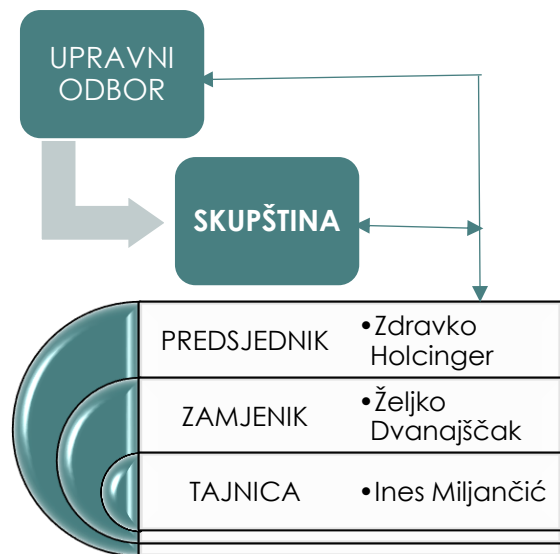 UPRAVNI
ODBOR
SKUPŠTINA
PREDSJEDNIK
•Zdravko
Holcinger
ZAMJENIK
•Željko
Dvanajščak
TAJNICA
•Ines Miljančić